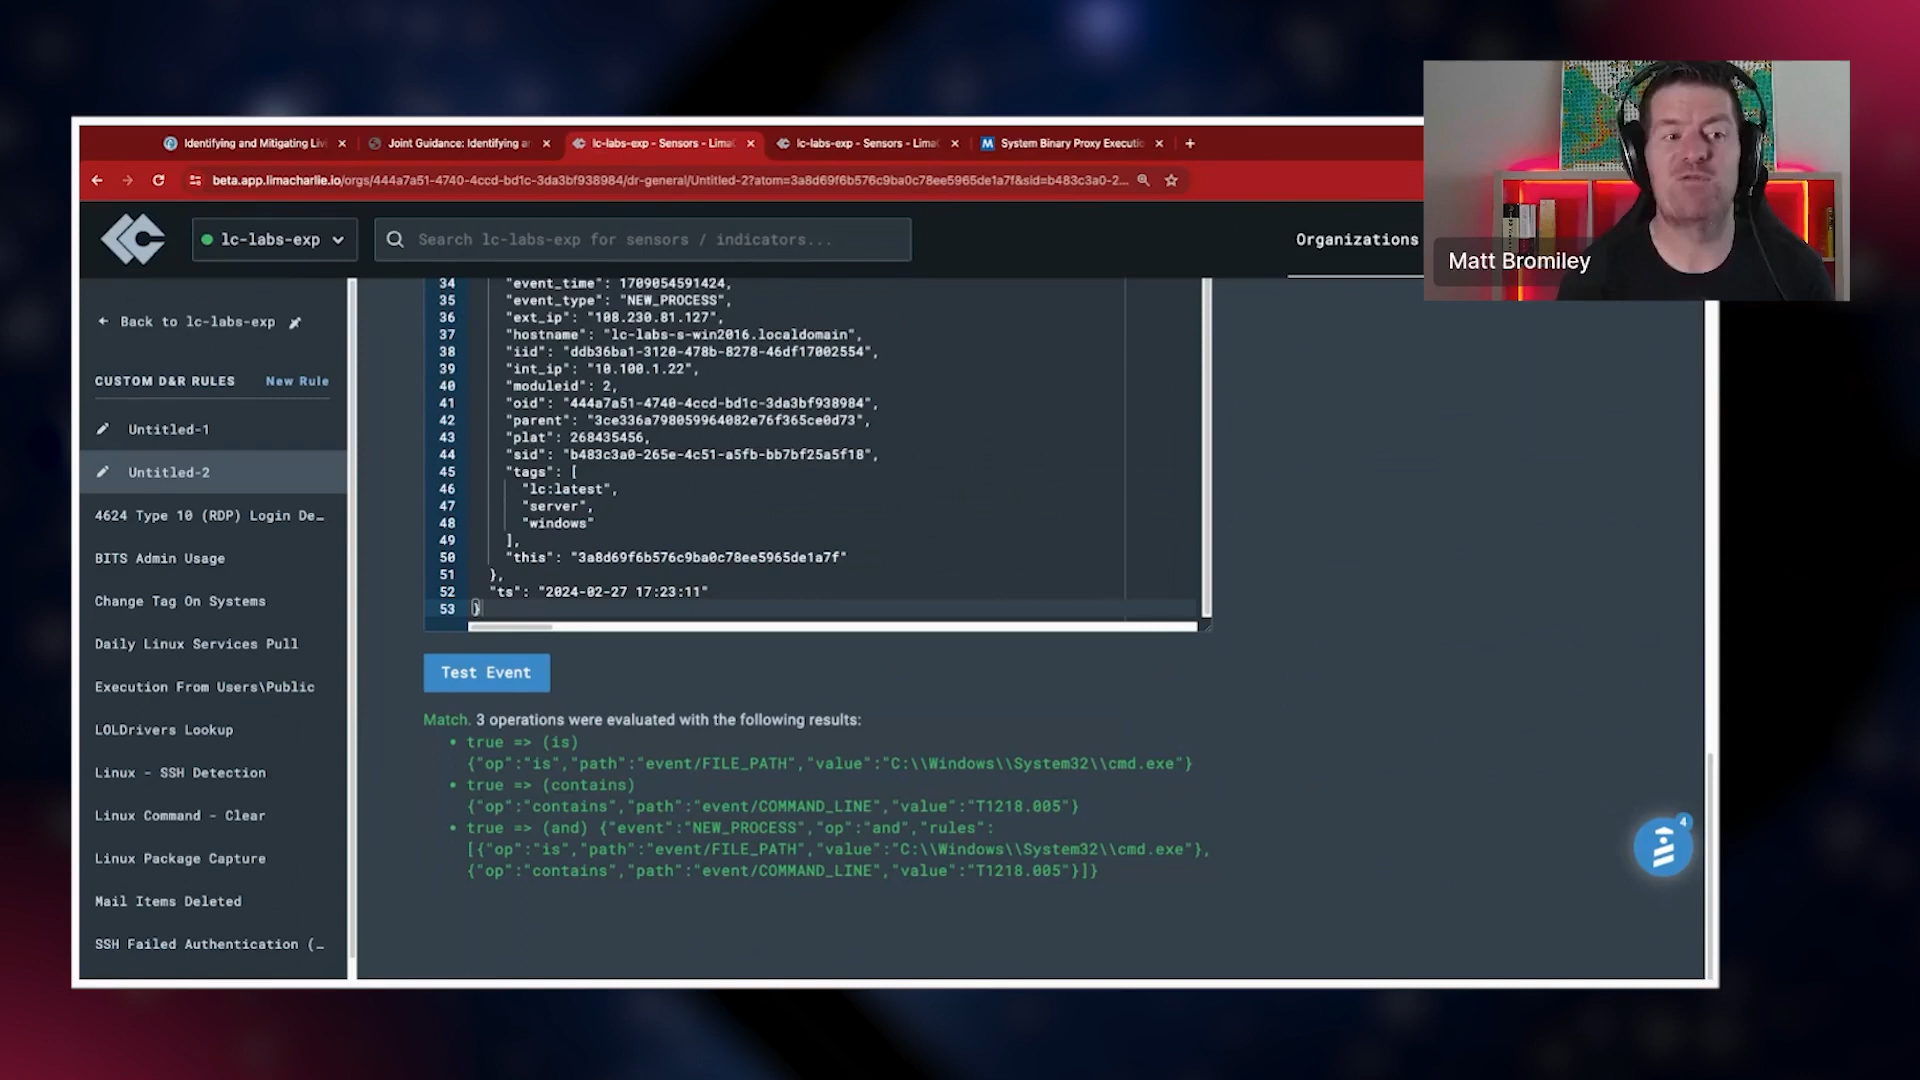 Identifying and Mitigating Livi
Joint Guidance: Identifying ar
lc-labs-exp - Sensors - LimaC
lc-labs-exp - Sensors - LimaC
System Binary Proxy Executic
beta.app.limacharlie.io/orgs/444a7a51-4740-4ccd-bd1c-3da3bf938984/dr-general/Untitled-2?atom=3a8d69f6b576c9ba0c78ee5965de1a7f&sid=b483c3a0-2...
lc-labs-exp
Search lc-labs-exp for sensors / indicators...
Organizations
Matt Bromiley
Back to lc-labs-exp
CUSTOM D&R RULES New Rule
Untitled-1
Untitled-2
4624 Type 10 (RDP) Login De…
BITS Admin Usage
Change Tag On Systems
Daily Linux Services Pull
Execution From Users\Public
LOLDrivers Lookup
Linux - SSH Detection
Linux Command - Clear
Linux Package Capture
Mail Items Deleted
SSH Failed Authentication (…
34 "event_time": 1709054591424,
35 "event_type": "NEW_PROCESS",
36 "ext_ip": "108.230.81.127",
37 "hostname": "lc-labs-s-win2016.localdomain",
38 "iid": "ddb36ba1-3120-478b-8278-46df17002554",
39 "int_ip": "10.100.1.22",
40 "moduleid": 2,
41 "oid": "444a7a51-4740-4ccd-bd1c-3da3bf938984",
42 "parent": "3ce336a798059964082e76f365ce0d73",
43 "plat": 268435456,
44 "sid": "b483c3a0-265e-4c51-a5fb-bb7bf25a5f18",
45 "tags": [
46 "lc:latest",
47 "server",
48 "windows"
49 ],
50 "this": "3a8d69f6b576c9ba0c78ee5965de1a7f"
51 },
52 "ts": "2024-02-27 17:23:11"
53 }
Test Event
Match. 3 operations were evaluated with the following results:
• true => (is)
{"op":"is","path":"event/FILE_PATH","value":"C:\\Windows\\System32\\cmd.exe"}
• true => (contains)
{"op":"contains","path":"event/COMMAND_LINE","value":"T1218.005"}
• true => (and) {"event":"NEW_PROCESS","op":"and","rules":
[{"op":"is","path":"event/FILE_PATH","value":"C:\\Windows\\System32\\cmd.exe"},
{"op":"contains","path":"event/COMMAND_LINE","value":"T1218.005"}]}
4